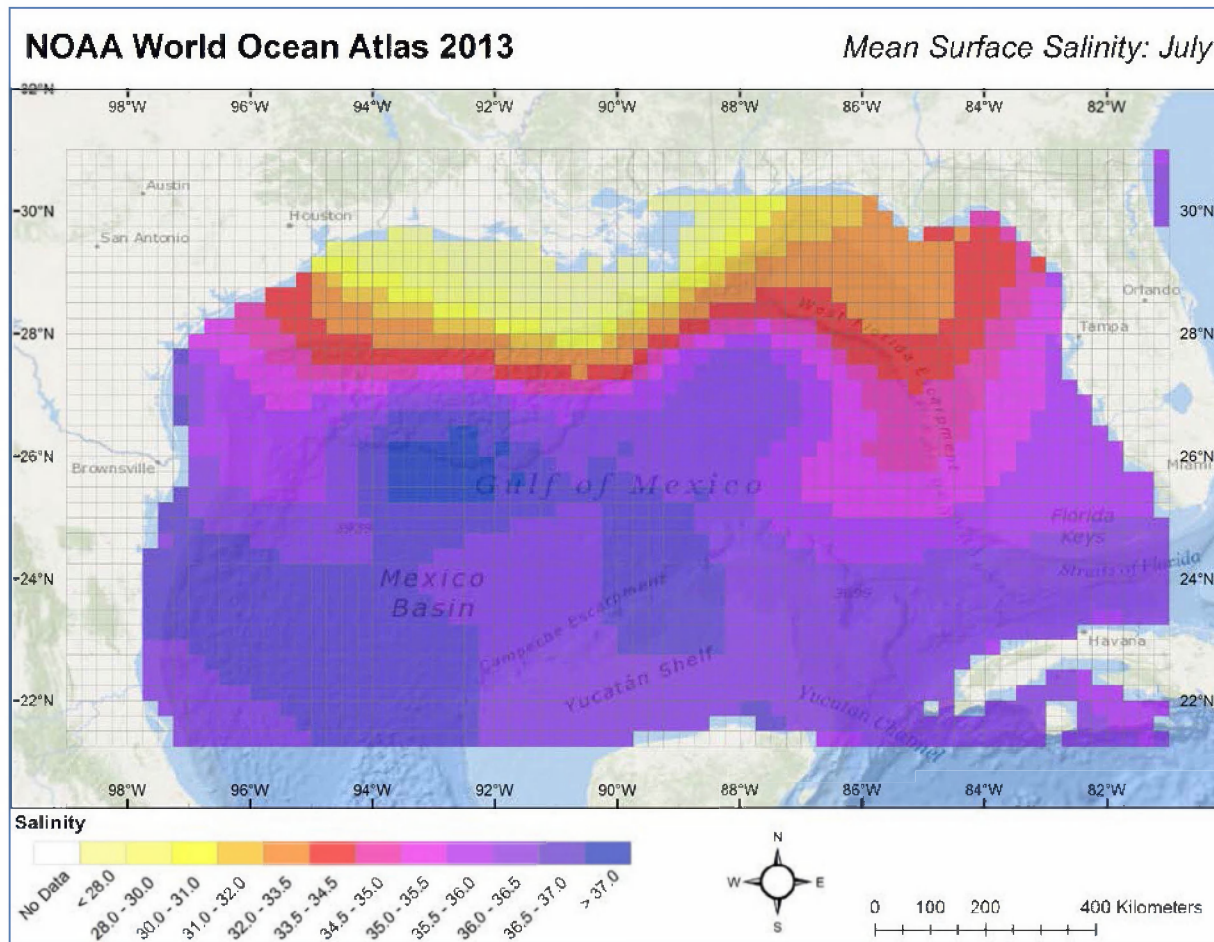 NOAA World Ocean Atlas 2013
Mean Surface Salinity: July
32°N
98°W 96°W 94°W 92°W 90°W 88°W 86°W 84°W 82°W
Austin
30°N 30°N
Houston
San Antonio
Orlando
28°N 28°N
West Florida Escarpment
Tampa
26°N 26°N
Brownsville
Miami
Gulf of Mexico
3939
Florida
Keys
Straits of Florida
24°N 24°N
Mexico
Basin
3699
Campeche Escarpment
Havana
Yucatán Shelf
22°N 22°N
Yucatan Channel
98°W 96°W 94°W 92°W 90°W 88°W 86°W 84°W 82°W
Salinity
No Data
< 28.0
28.0 - 30.0
30.0 - 31.0
31.0 - 32.0
32.0 - 33.5
33.5 - 34.5
34.5 - 35.0
35.0 - 35.5
35.5 - 36.0
36.0 - 36.5
36.5 - 37.0
> 37.0
N
W E
S
0 100 200 400 Kilometers